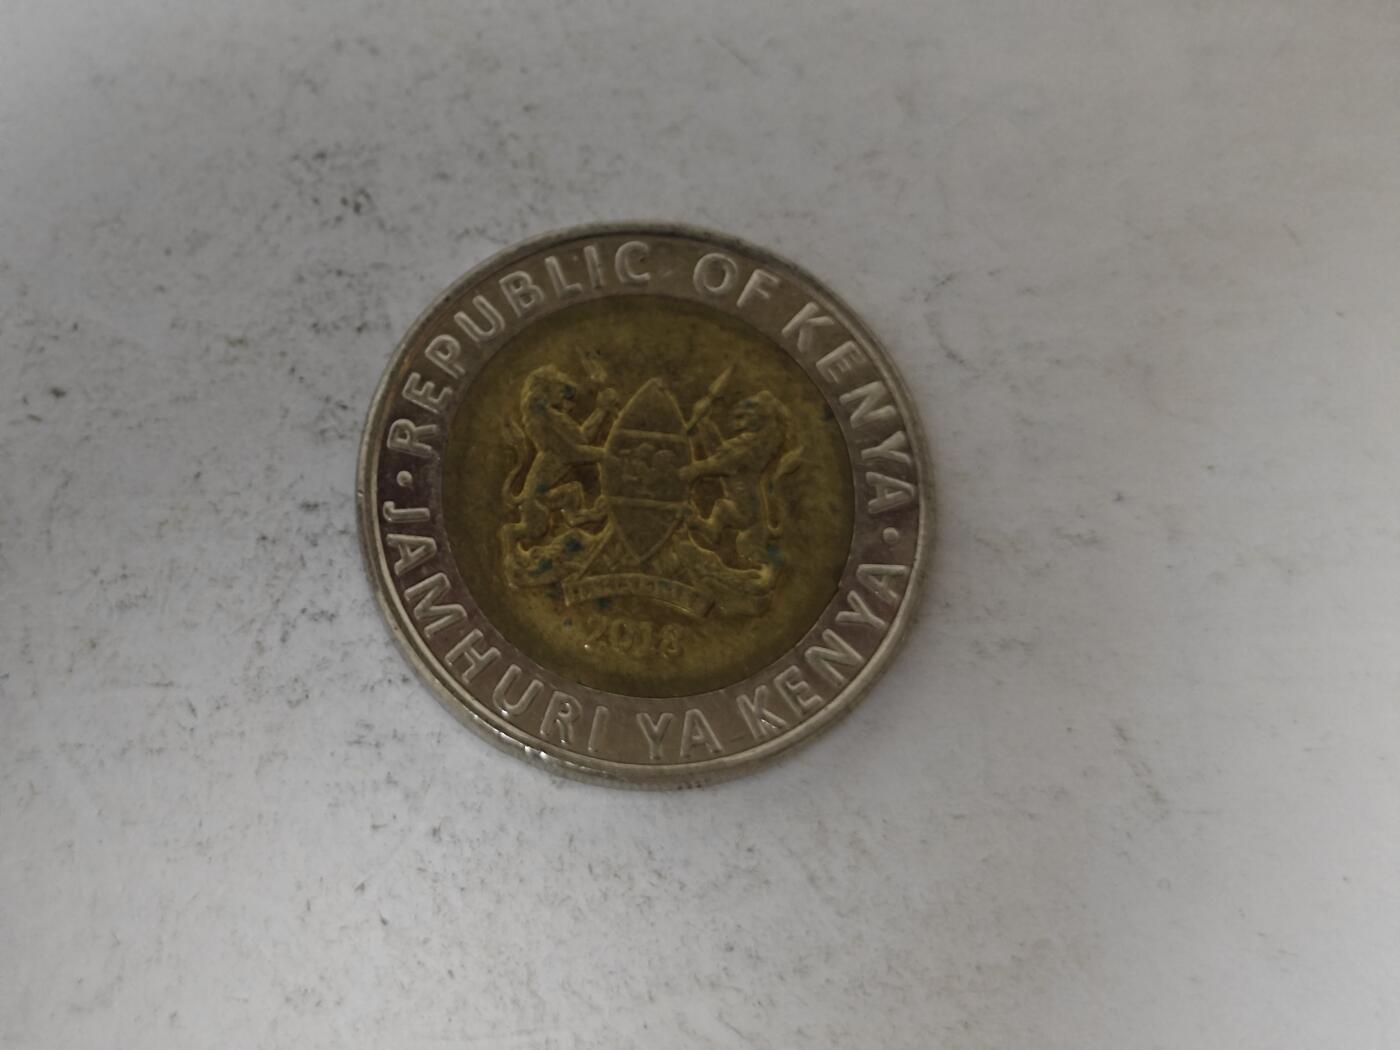 REPUBLIC OF KENYA
JAMHURI YA KENYA
2018